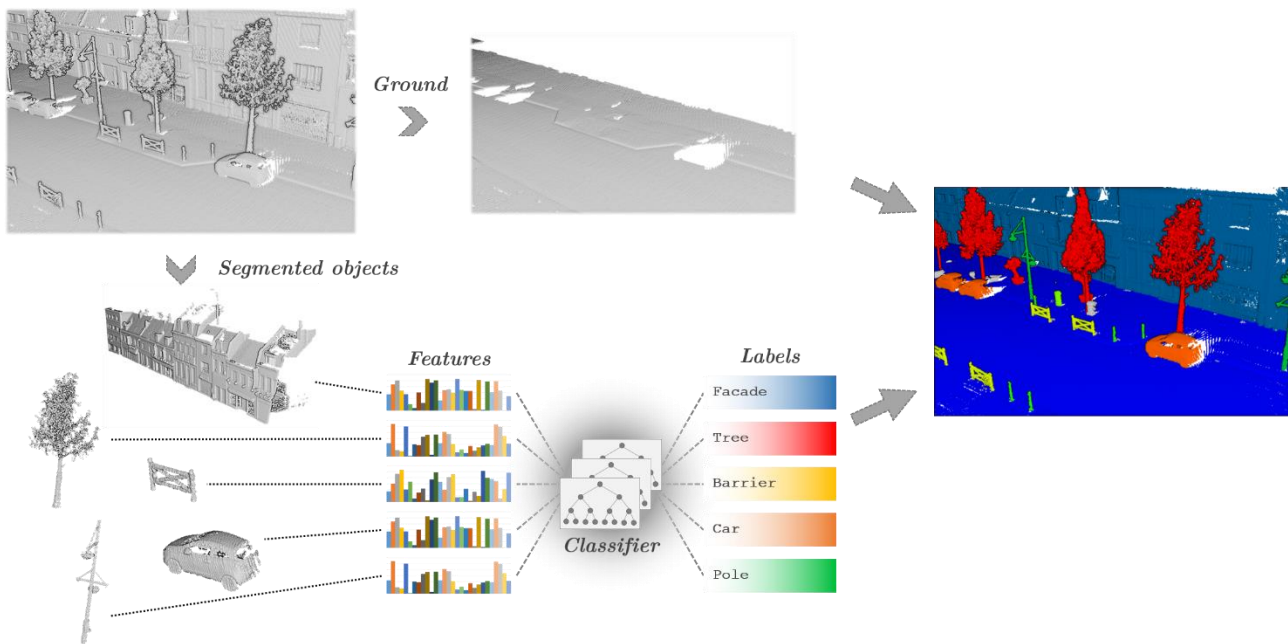 Ground
Segmented objects
Features
Labels
Facade
Tree
Barrier
Car
Pole
Classifier